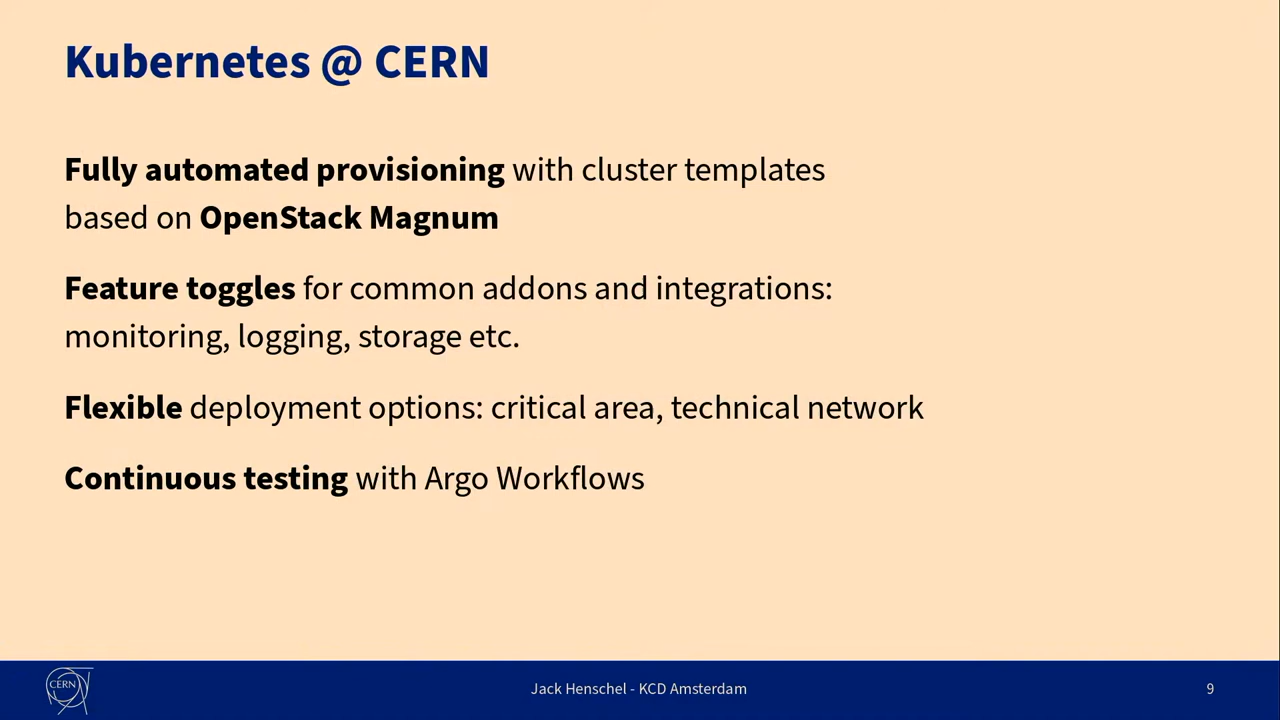 Kubernetes @ CERN
Fully automated provisioning with cluster templates
based on OpenStack Magnum
Feature toggles for common addons and integrations:
monitoring, logging, storage etc.
Flexible deployment options: critical area, technical network
Continuous testing with Argo Workflows
CERN
Jack Henschel - KCD Amsterdam
9